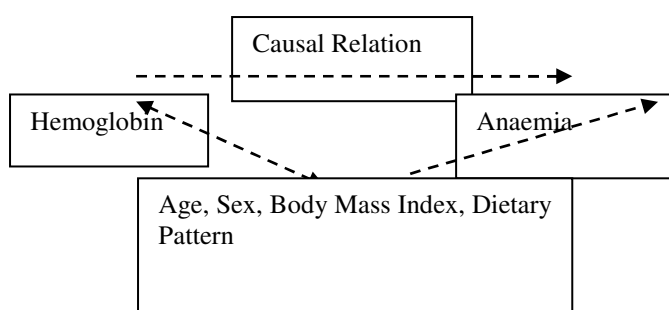 Causal Relation
Hemoglobin
Anaemia
Age, Sex, Body Mass Index, Dietary
Pattern